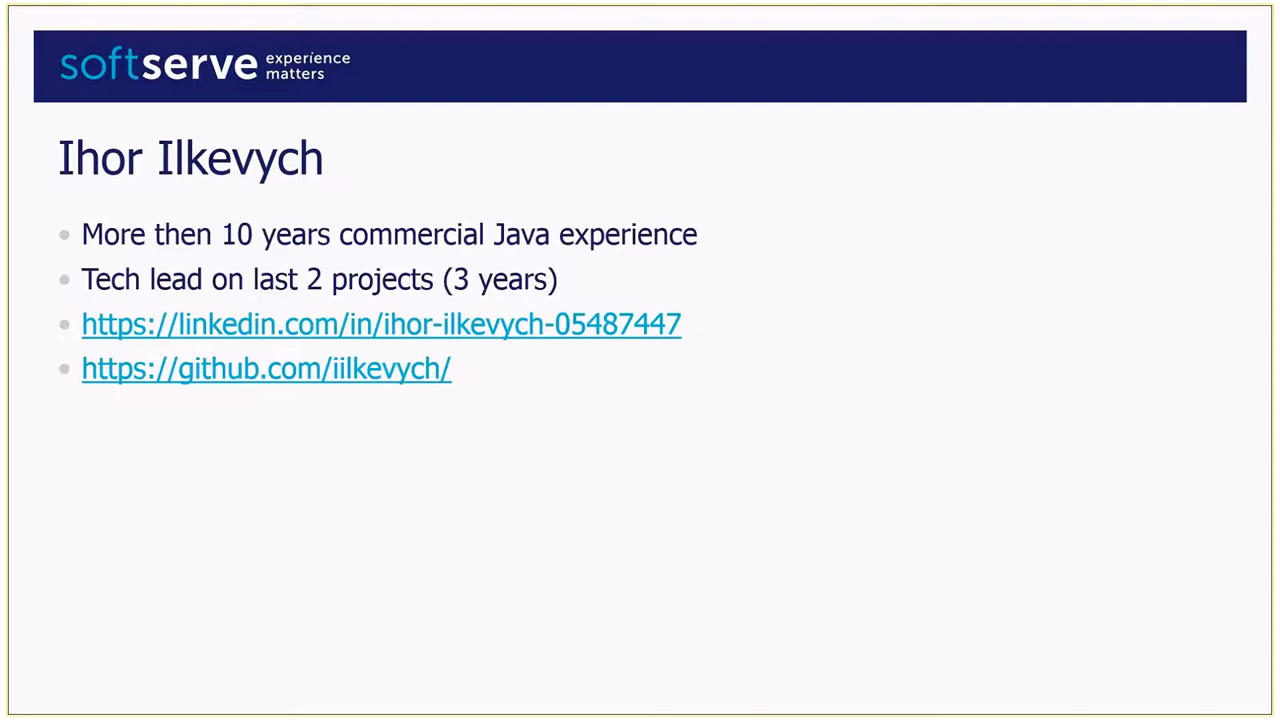 softserve experience
matters
Ihor Ilkevych
More then 10 years commercial Java experience
Tech lead on last 2 projects (3 years)
https://linkedin.com/in/ihor-ilkevych-05487447
https://github.com/iilkevych/